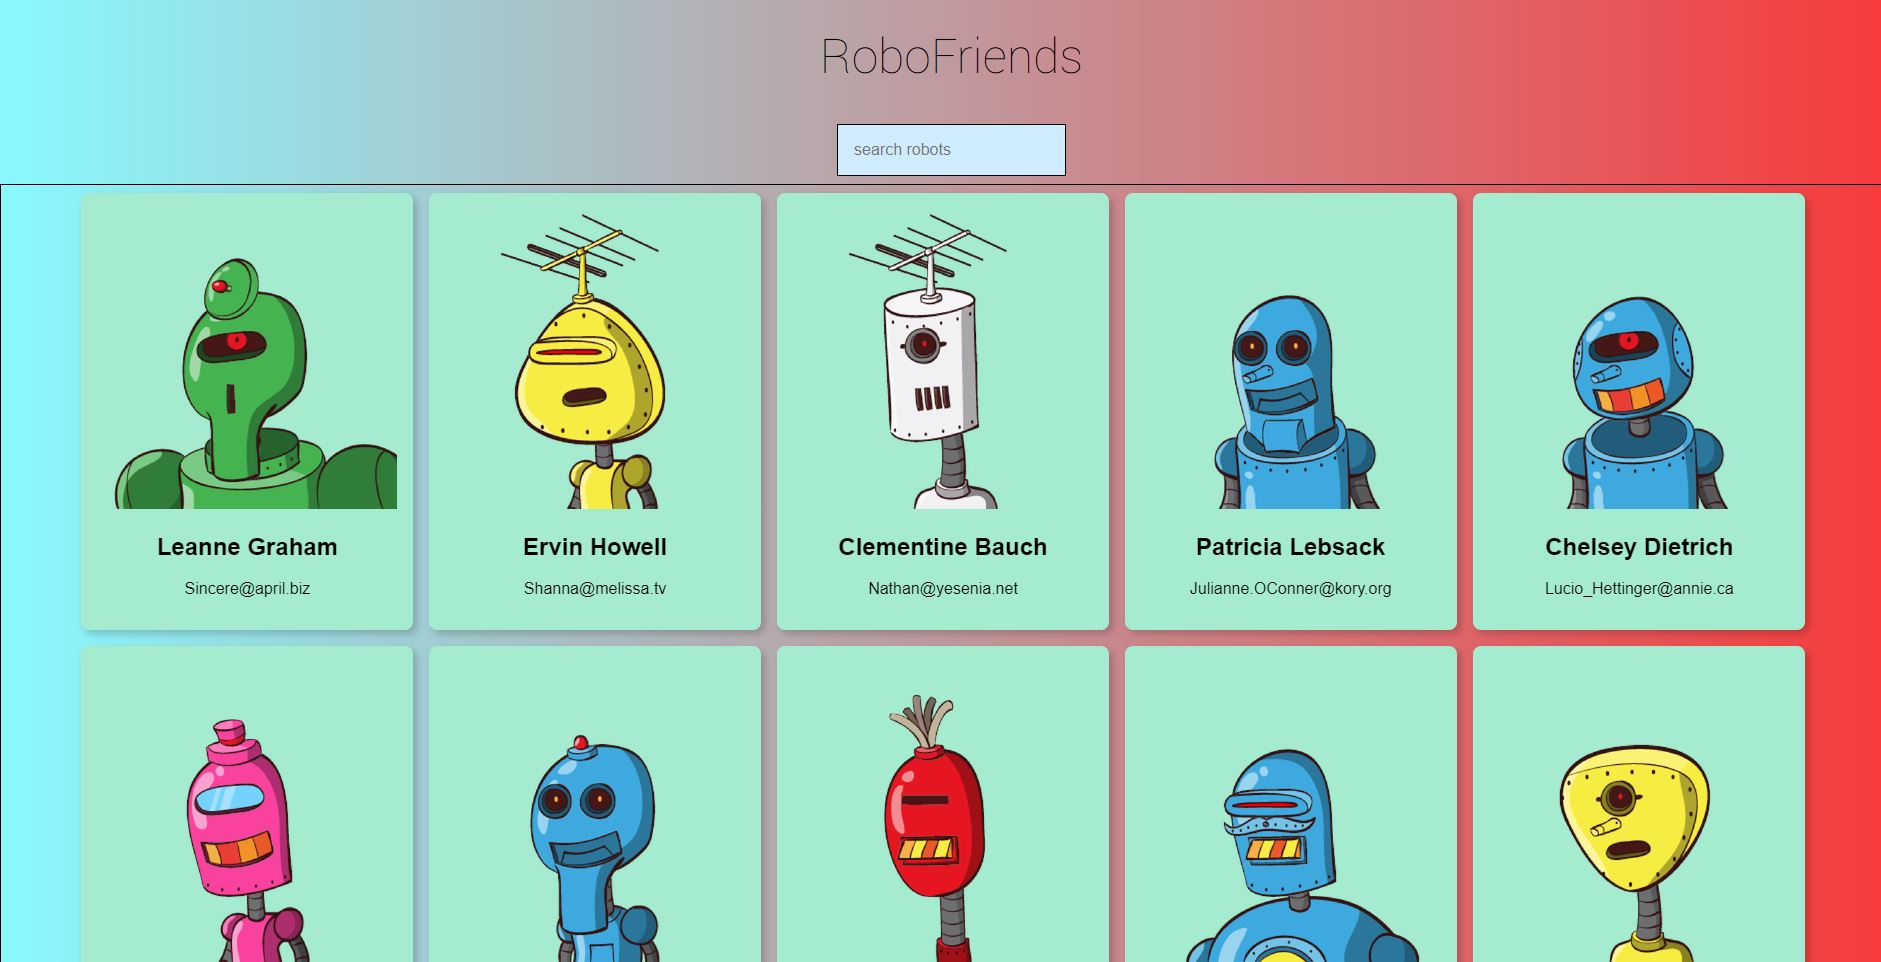 RoboFriends
search robots
Leanne Graham
Ervin Howell
Clementine Bauch
Patricia Lebsack
Chelsey Dietrich
Sincere@april.biz
Shanna@melissa.tv
Nathan@yesenia.net
Julianne.OConner@kory.org
Lucio_Hettinger@annie.ca